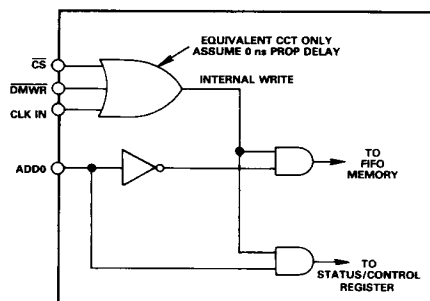 EQUIVALENT CCT ONLY
ASSUME 0 ns PROP DELAY
CS
DMWR
CLK IN
INTERNAL WRITE
ADD0
TO
FIFO
MEMORY
TO
STATUS/CONTROL
REGISTER